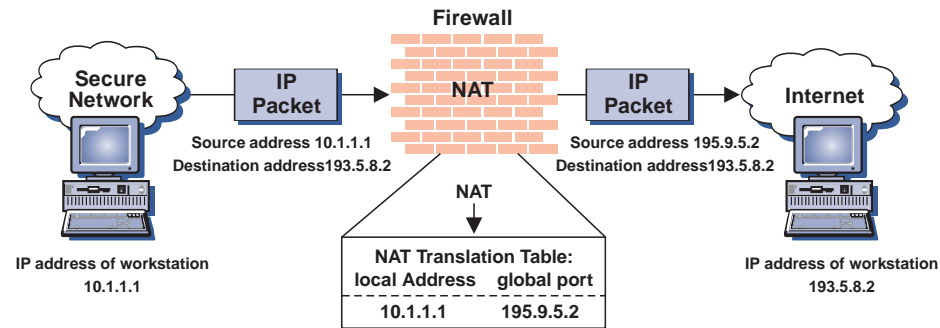 Firewall
Secure
Network
IP
Packet
NAT
IP
Packet
Internet
Source address 10.1.1.1
Destination address193.5.8.2
Source address 195.9.5.2
Destination address193.5.8.2
NAT
IP address of workstation
10.1.1.1
NAT Translation Table:
local Address global port
10.1.1.1 195.9.5.2
IP address of workstation
193.5.8.2